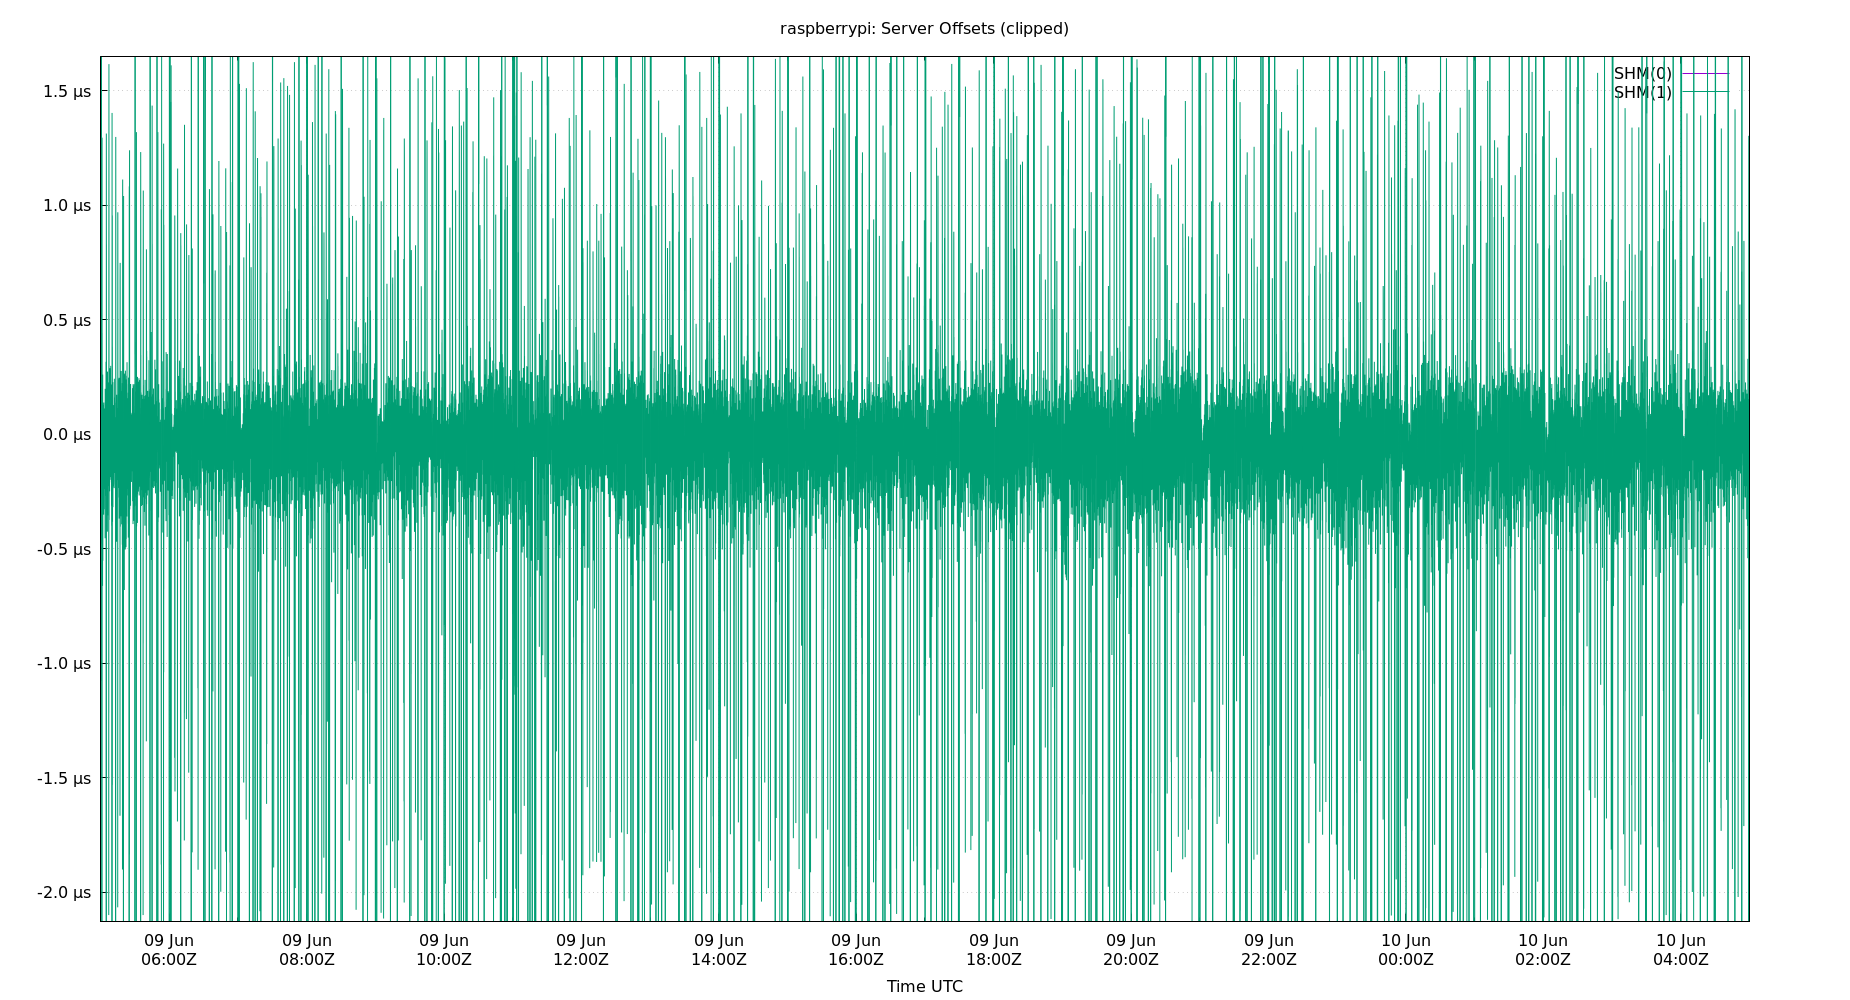 raspberrypi: Server Offsets (clipped)
SHM(0)
SHM(1)
1.5 µs
1.0 µs
0.5 µs
0.0 µs
-0.5 µs
-1.0 µs
-1.5 µs
-2.0 µs
09 Jun 09 Jun 09 Jun 09 Jun 09 Jun 09 Jun 09 Jun 09 Jun 09 Jun 10 Jun 10 Jun 10 Jun
06:00Z 08:00Z 10:00Z 12:00Z 14:00Z 16:00Z 18:00Z 20:00Z 22:00Z 00:00Z 02:00Z 04:00Z
Time UTC